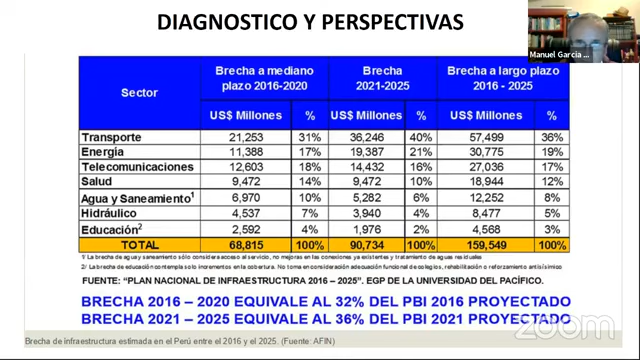 DIAGNOSTICO Y PERSPECTIVAS
Manuel Garcia
Sector
Brecha a mediano plazo 2016-2020
Brecha 2021-2025
Brecha a largo plazo 2016 - 2025
US$ Millones % US$ Millones % US$ Millones %
Transporte 21,253 31% 36,246 40% 57,499 36%
Energía 11,388 17% 19,387 21% 30,775 19%
Telecomunicaciones 12,603 18% 14,432 16% 27,036 17%
Salud 9,472 14% 9,472 10% 18,944 12%
Agua y Saneamiento1 6,970 10% 5,282 6% 12,252 8%
Hidráulico 4,537 7% 3,940 4% 8,477 5%
Educación2 2,592 4% 1,976 2% 4,568 3%
TOTAL 68,815 100% 90,734 100% 159,549 100%
1/ La brecha de agua y saneamiento sólo considera acceso al servicio, no mejoras en las conexiones ya existentes y tratamiento de aguas residuales
2/ La brecha de educación contempla solo incrementos en la cobertura. No toma en consideración adecuación funcional de colegios, rehabilitación o reforzamiento antisísmico
FUENTE: “PLAN NACIONAL DE INFRAESTRUCTURA 2016 – 2025”. EGP DE LA UNIVERSIDAD DEL PACÍFICO.
BRECHA 2016 – 2020 EQUIVALE AL 32% DEL PBI 2016 PROYECTADO
BRECHA 2021 – 2025 EQUIVALE AL 36% DEL PBI 2021 PROYECTADO
zoom
Brecha de infraestructura estimada en el Perú entre el 2016 y el 2025. (Fuente: AFIN)